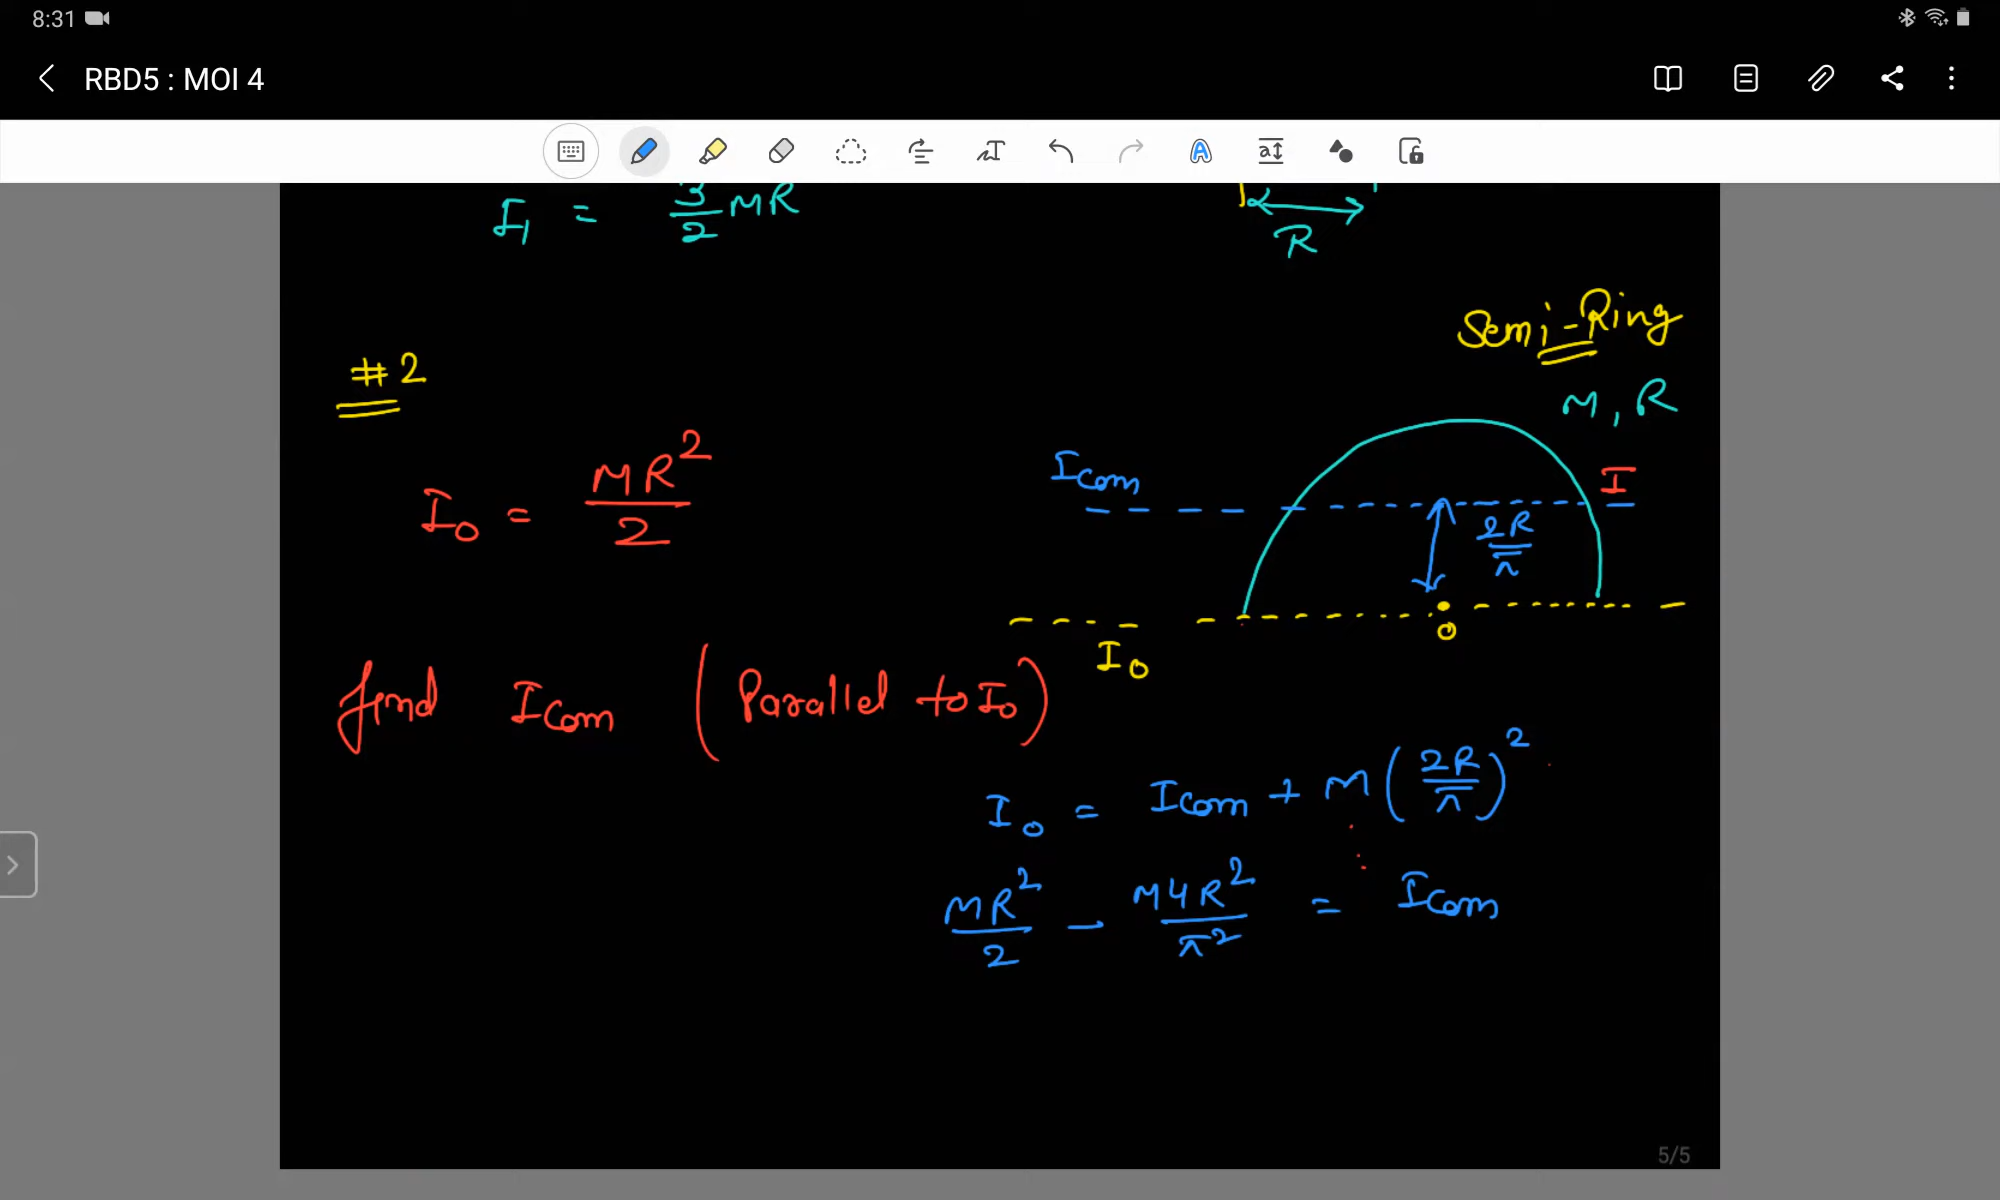 8:31
RBD5 : MOI 4
I₁ = 3/2 MR
R
Semi-Ring
M, R
#2
I₀ = MR²/2
Icom
I
2R/π
O
I₀
find Icom (Parallel to I₀)
I₀ = Icom + M(2R/π)²
MR²/2 - M4R²/π² = Icom
5/5